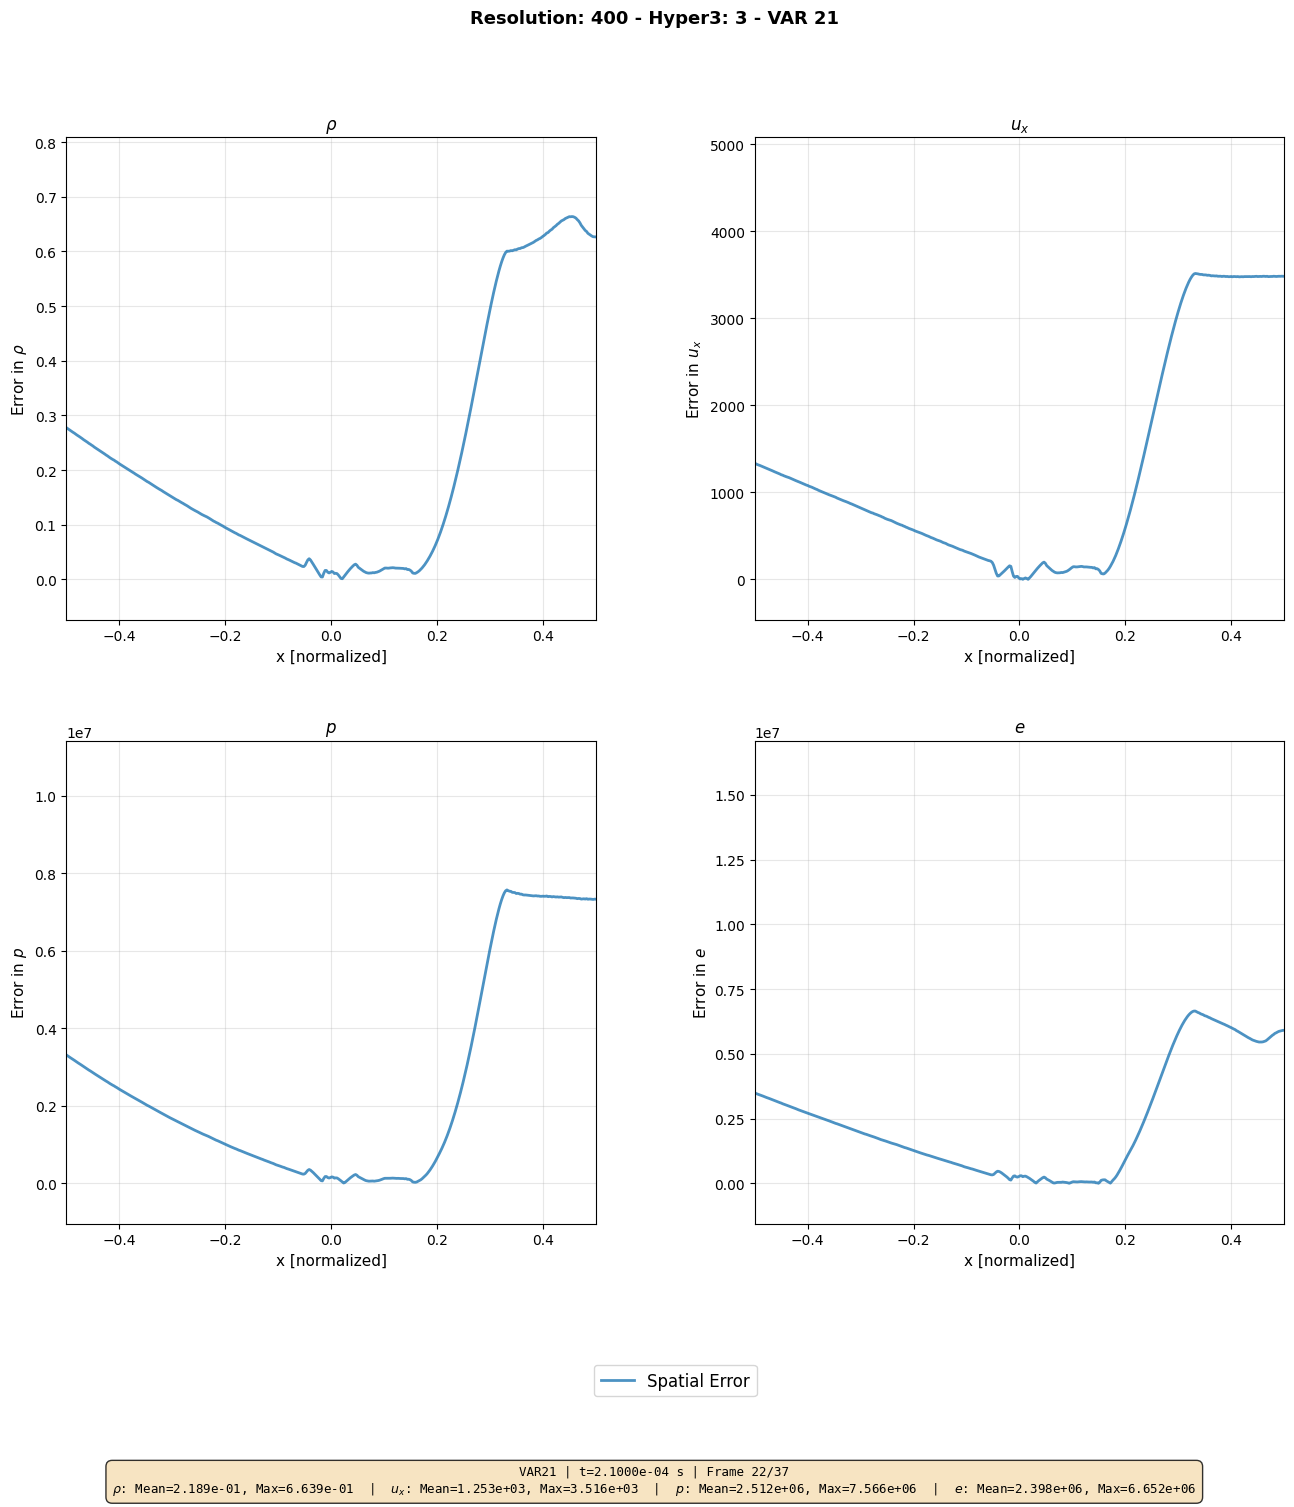 Resolution: 400 - Hyper3: 3 - VAR 21
ρ
0.8
0.7
0.6
0.5
0.4
0.3
0.2
0.1
0.0
Error in ρ
−0.4
−0.2
0.0
0.2
0.4
x [normalized]
u_x
5000
4000
3000
2000
1000
0
Error in u_x
−0.4
−0.2
0.0
0.2
0.4
x [normalized]
p
1e7
1.0
0.8
0.6
0.4
0.2
0.0
Error in p
−0.4
−0.2
0.0
0.2
0.4
x [normalized]
e
1e7
1.50
1.25
1.00
0.75
0.50
0.25
0.00
Error in e
−0.4
−0.2
0.0
0.2
0.4
x [normalized]
Spatial Error
VAR21 | t=2.1000e-04 s | Frame 22/37
ρ: Mean=2.189e-01, Max=6.639e-01 | u_x: Mean=1.253e+03, Max=3.516e+03 | p: Mean=2.512e+06, Max=7.566e+06 | e: Mean=2.398e+06, Max=6.652e+06